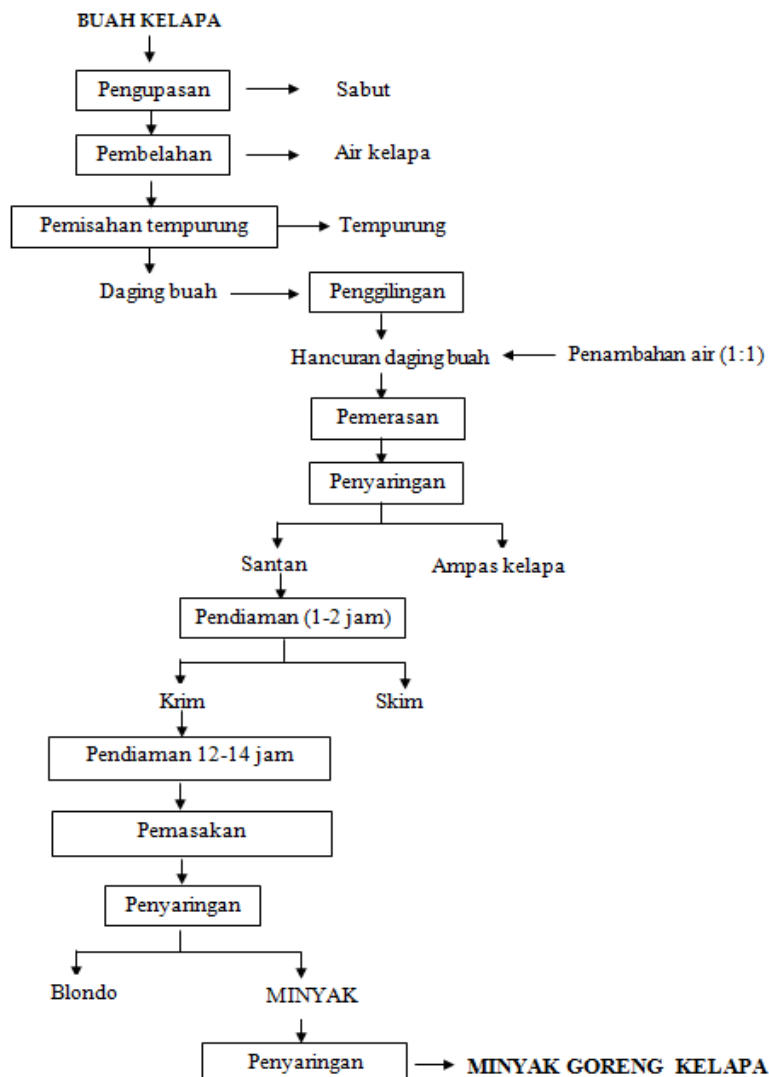 BUAH KELAPA
Pengupasan
Sabut
Pembelahan
Air kelapa
Pemisahan tempurung
Tempurung
Daging buah
Penggilingan
Hancuran daging buah
Penambahan air (1:1)
Pemerasan
Penyaringan
Santan
Ampas kelapa
Pendiaman (1-2 jam)
Krim
Skim
Pendiaman 12-14 jam
Pemasakan
Penyaringan
Blondo
MINYAK
Penyaringan
MINYAK GORENG KELAPA